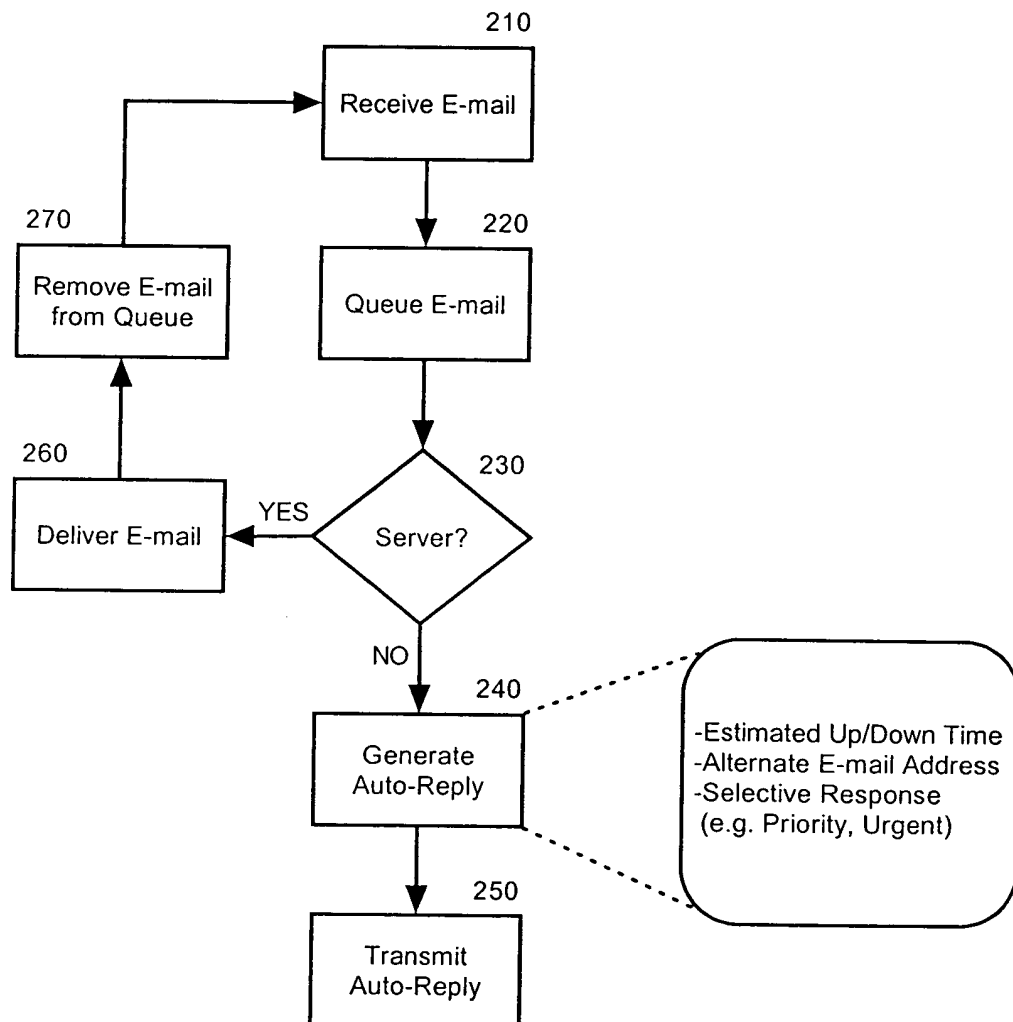 210
Receive E-mail
270
220
Remove E-mail
from Queue
Queue E-mail
260
230
YES
Deliver E-mail
Server?
NO
240
Generate
Auto-Reply
-Estimated Up/Down Time
-Alternate E-mail Address
-Selective Response
(e.g. Priority, Urgent)
250
Transmit
Auto-Reply